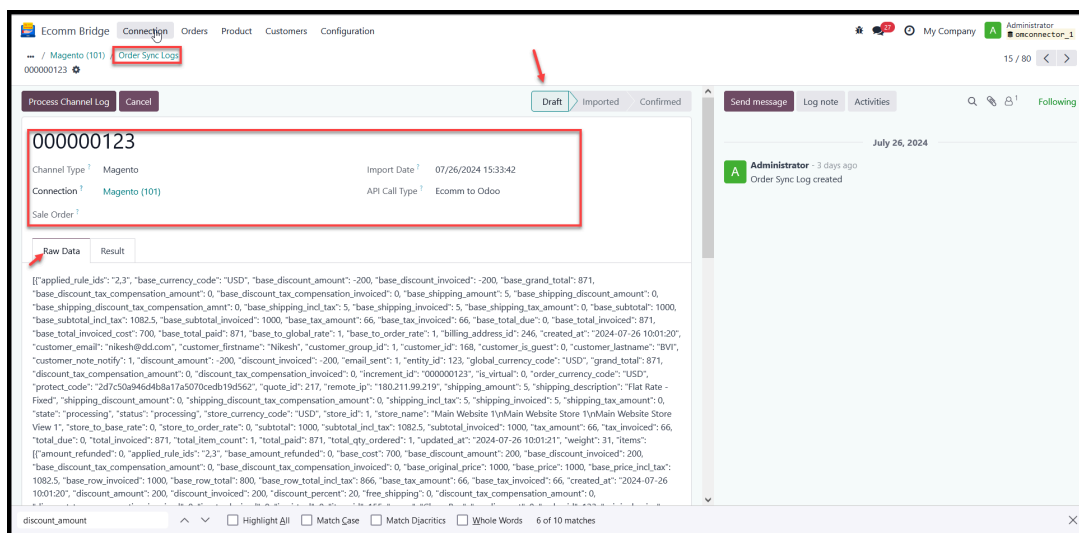 Ecomm Bridge Connection Orders Product Customers Configuration 27 My Company A Administrator
omconnector_1
... / Magento (101) / Order Sync Logs
000000123
15 / 80
Process Channel Log Cancel Draft Imported Confirmed Send message Log note Activities 1 Following
000000123
Channel Type ? Magento Import Date ? 07/26/2024 15:33:42
Connection ? Magento (101) API Call Type ? Ecomm to Odoo
Sale Order ?
July 26, 2024
A Administrator - 3 days ago
Order Sync Log created
Raw Data Result
[{"applied_rule_ids": "2,3", "base_currency_code": "USD", "base_discount_amount": -200, "base_discount_invoiced": -200, "base_grand_total": 871,
"base_discount_tax_compensation_amount": 0, "base_discount_tax_compensation_invoiced": 0, "base_shipping_amount": 5, "base_shipping_discount_amount": 0,
"base_shipping_discount_tax_compensation_amnt": 0, "base_shipping_incl_tax": 5, "base_shipping_invoiced": 5, "base_shipping_tax_amount": 0, "base_subtotal": 1000,
"base_subtotal_incl_tax": 1082.5, "base_subtotal_invoiced": 1000, "base_tax_amount": 66, "base_tax_invoiced": 66, "base_total_due": 0, "base_total_invoiced": 871,
"base_total_invoiced_cost": 700, "base_total_paid": 871, "base_to_global_rate": 1, "base_to_order_rate": 1, "billing_address_id": 246, "created_at": "2024-07-26 10:01:20",
"customer_email": "nikesh@dd.com", "customer_firstname": "Nikesh", "customer_group_id": 1, "customer_id": 168, "customer_is_guest": 0, "customer_lastname": "BVI",
"customer_note_notify": 1, "discount_amount": -200, "discount_invoiced": -200, "email_sent": 1, "entity_id": 123, "global_currency_code": "USD", "grand_total": 871,
"discount_tax_compensation_amount": 0, "discount_tax_compensation_invoiced": 0, "increment_id": "000000123", "is_virtual": 0, "order_currency_code": "USD",
"protect_code": "2d7c50a946d4b8a17a5070cedb19d562", "quote_id": 217, "remote_ip": "180.211.99.219", "shipping_amount": 5, "shipping_description": "Flat Rate -
Fixed", "shipping_discount_amount": 0, "shipping_discount_tax_compensation_amount": 0, "shipping_incl_tax": 5, "shipping_invoiced": 5, "shipping_tax_amount": 0,
"state": "processing", "status": "processing", "store_currency_code": "USD", "store_id": 1, "store_name": "Main Website 1\nMain Website Store 1\nMain Website Store
View 1", "store_to_base_rate": 0, "store_to_order_rate": 0, "subtotal": 1000, "subtotal_incl_tax": 1082.5, "subtotal_invoiced": 1000, "tax_amount": 66, "tax_invoiced": 66,
"total_due": 0, "total_invoiced": 871, "total_item_count": 1, "total_paid": 871, "total_qty_ordered": 1, "updated_at": "2024-07-26 10:01:21", "weight": 31, "items":
[{"amount_refunded": 0, "applied_rule_ids": "2,3", "base_amount_refunded": 0, "base_cost": 700, "base_discount_amount": 200, "base_discount_invoiced": 200,
"base_discount_tax_compensation_amount": 0, "base_discount_tax_compensation_invoiced": 0, "base_original_price": 1000, "base_price": 1000, "base_price_incl_tax":
1082.5, "base_row_invoiced": 1000, "base_row_total": 800, "base_row_total_incl_tax": 866, "base_tax_amount": 66, "base_tax_invoiced": 66, "created_at": "2024-07-26
10:01:20", "discount_amount": 200, "discount_invoiced": 200, "discount_percent": 20, "free_shipping": 0, "discount_tax_compensation_amount": 0,
discount_amount Highlight All Match Case Match Diacritics Whole Words 6 of 10 matches